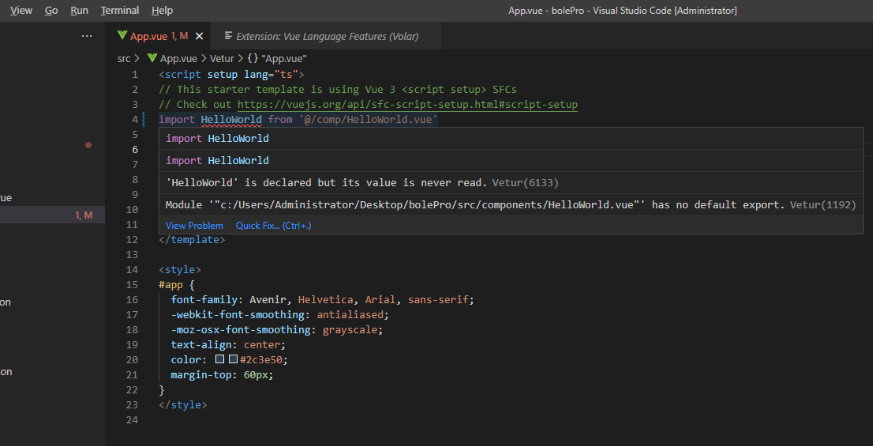 View Go Run Terminal Help App.vue - bolePro - Visual Studio Code [Administrator]
... App.vue 1, M × Extension: Vue Language Features (Volar)
src > App.vue > Vetur > {} "App.vue"
1 <script setup lang="ts">
2 // This starter template is using Vue 3 <script setup> SFCs
3 // Check out https://vuejs.org/api/sfc-script-setup.html#script-setup
4 import HelloWorld from '@/comp/HelloWorld.vue'
5 import HelloWorld
6
7 import HelloWorld
8 'HelloWorld' is declared but its value is never read. Vetur(6133)
ue
9
10 Module '"c:/Users/Administrator/Desktop/bolePro/src/components/HelloWorld.vue"' has no default export. Vetur(1192)
1, M
11 View Problem Quick Fix... (Ctrl+.)
12 </template>
13
14 <style>
15 #app {
16 font-family: Avenir, Helvetica, Arial, sans-serif;
on
17 -webkit-font-smoothing: antialiased;
18 -moz-osx-font-smoothing: grayscale;
19 text-align: center;
20 color: #2c3e50;
21 margin-top: 60px;
on
22 }
23 </style>
24